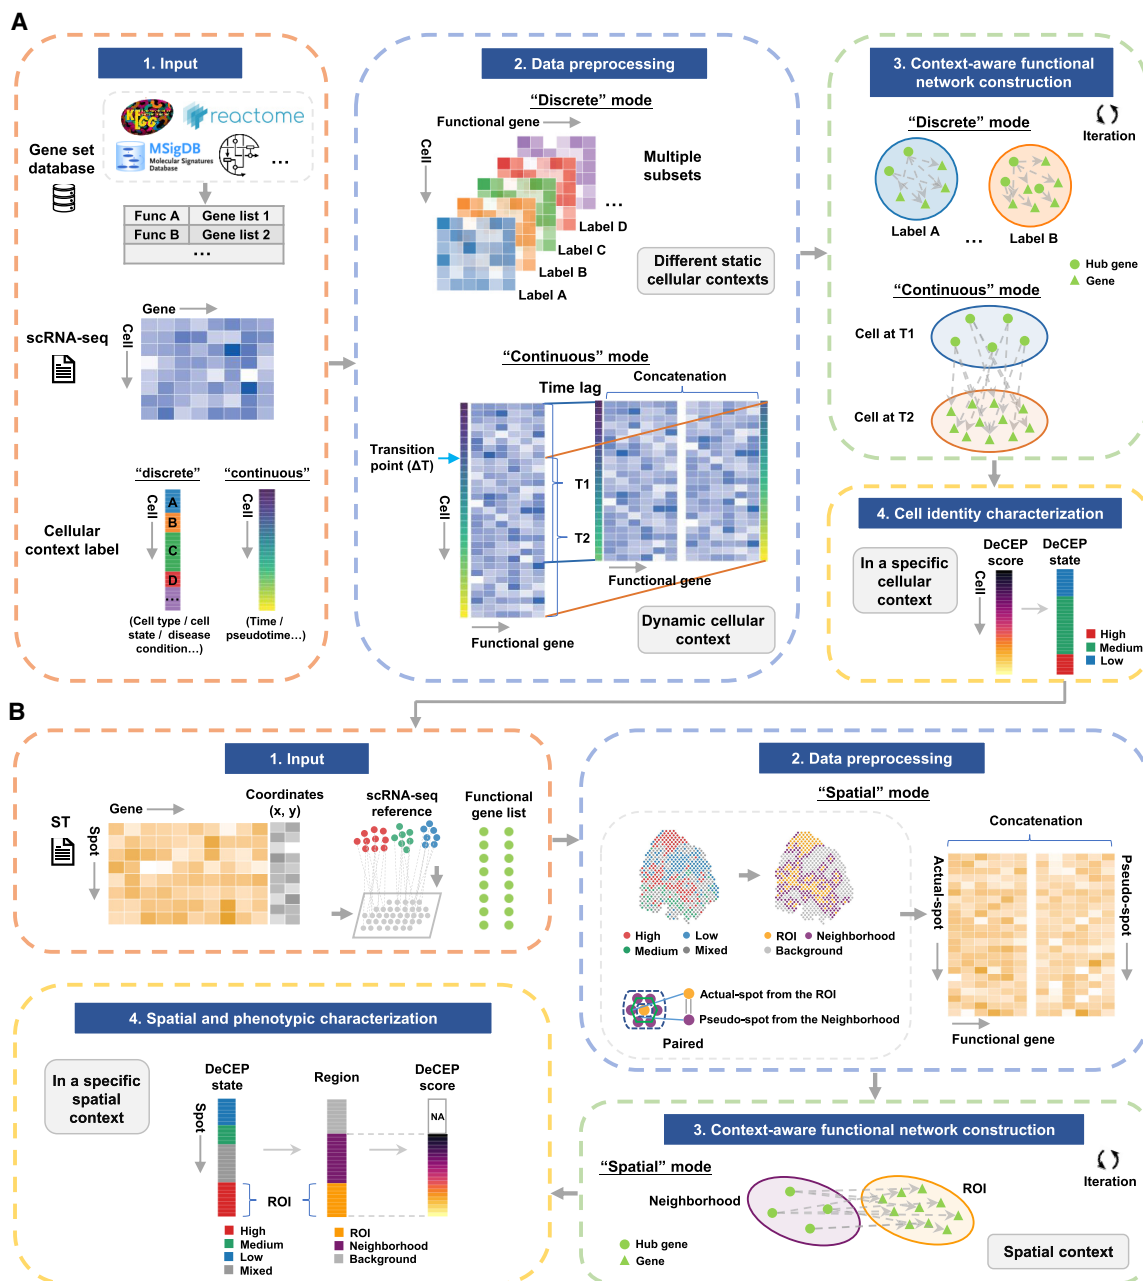 A
1. Input
KEGG
reactome
MSigDB
Molecular Signatures
Database
...
Gene set
database
Func A Gene list 1
Func B Gene list 2
...
Gene
Cell
scRNA-seq
"discrete"
"continuous"
Cell
A
B
C
D
...
Cell
Cellular
context label
(Cell type / cell
state / disease
condition...)
(Time /
pseudotime...)
2. Data preprocessing
"Discrete" mode
Functional gene
Cell
Multiple
subsets
...
Label D
Label C
Label B
Label A
Different static
cellular contexts
"Continuous" mode
Time lag
Concatenation
Transition
point (ΔT)
Cell
T1
T2
Functional gene
Functional gene
Dynamic cellular
context
3. Context-aware functional
network construction
"Discrete" mode
Iteration
Label A
...
Label B
Hub gene
Gene
"Continuous" mode
Cell at T1
Cell at T2
4. Cell identity characterization
In a specific
cellular
context
DeCEP
score
DeCEP
state
Cell
High
Medium
Low
B
1. Input
ST
Gene
Spot
Coordinates
(x, y)
scRNA-seq
reference
Functional
gene list
2. Data preprocessing
"Spatial" mode
High
Low
Medium
Mixed
ROI
Neighborhood
Background
Actual-spot from the ROI
Pseudo-spot from the Neighborhood
Paired
Concatenation
Actual-spot
Pseudo-spot
Functional gene
3. Context-aware functional network construction
"Spatial" mode
Iteration
Neighborhood
ROI
Hub gene
Gene
Spatial context
4. Spatial and phenotypic characterization
In a specific
spatial
context
DeCEP
state
Region
DeCEP
score
Spot
NA
ROI
High
Medium
Low
Mixed
ROI
Neighborhood
Background